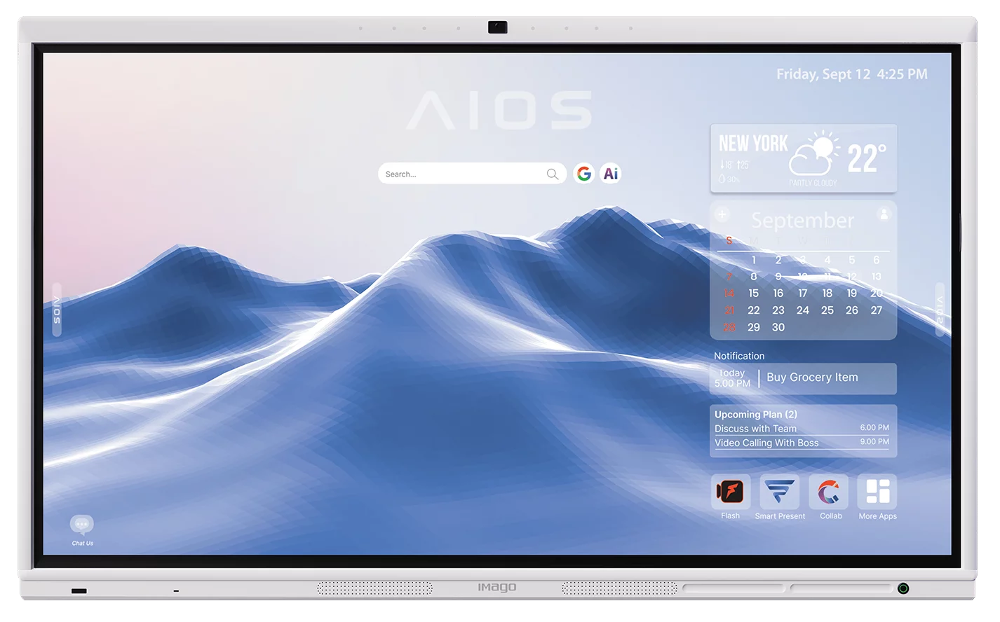 Friday, Sept 12 4:25 PM
AIOS
Search...
G
Ai
NEW YORK
18° 25°
30%
PARTLY CLOUDY
22°
September
S M T W
1 2 3 4 5 6
7 8 9 10 11 12 13
14 15 16 17 18 19 20
21 22 23 24 25 26 27
28 29 30
AIOS
AIOS
Notification
Today
5.00 PM
Buy Grocery Item
Upcoming Plan (2)
Discuss with Team 6.00 PM
Video Calling With Boss 9.00 PM
Flash
Smart Present
Collab
More Apps
Chat Us
IMAGO